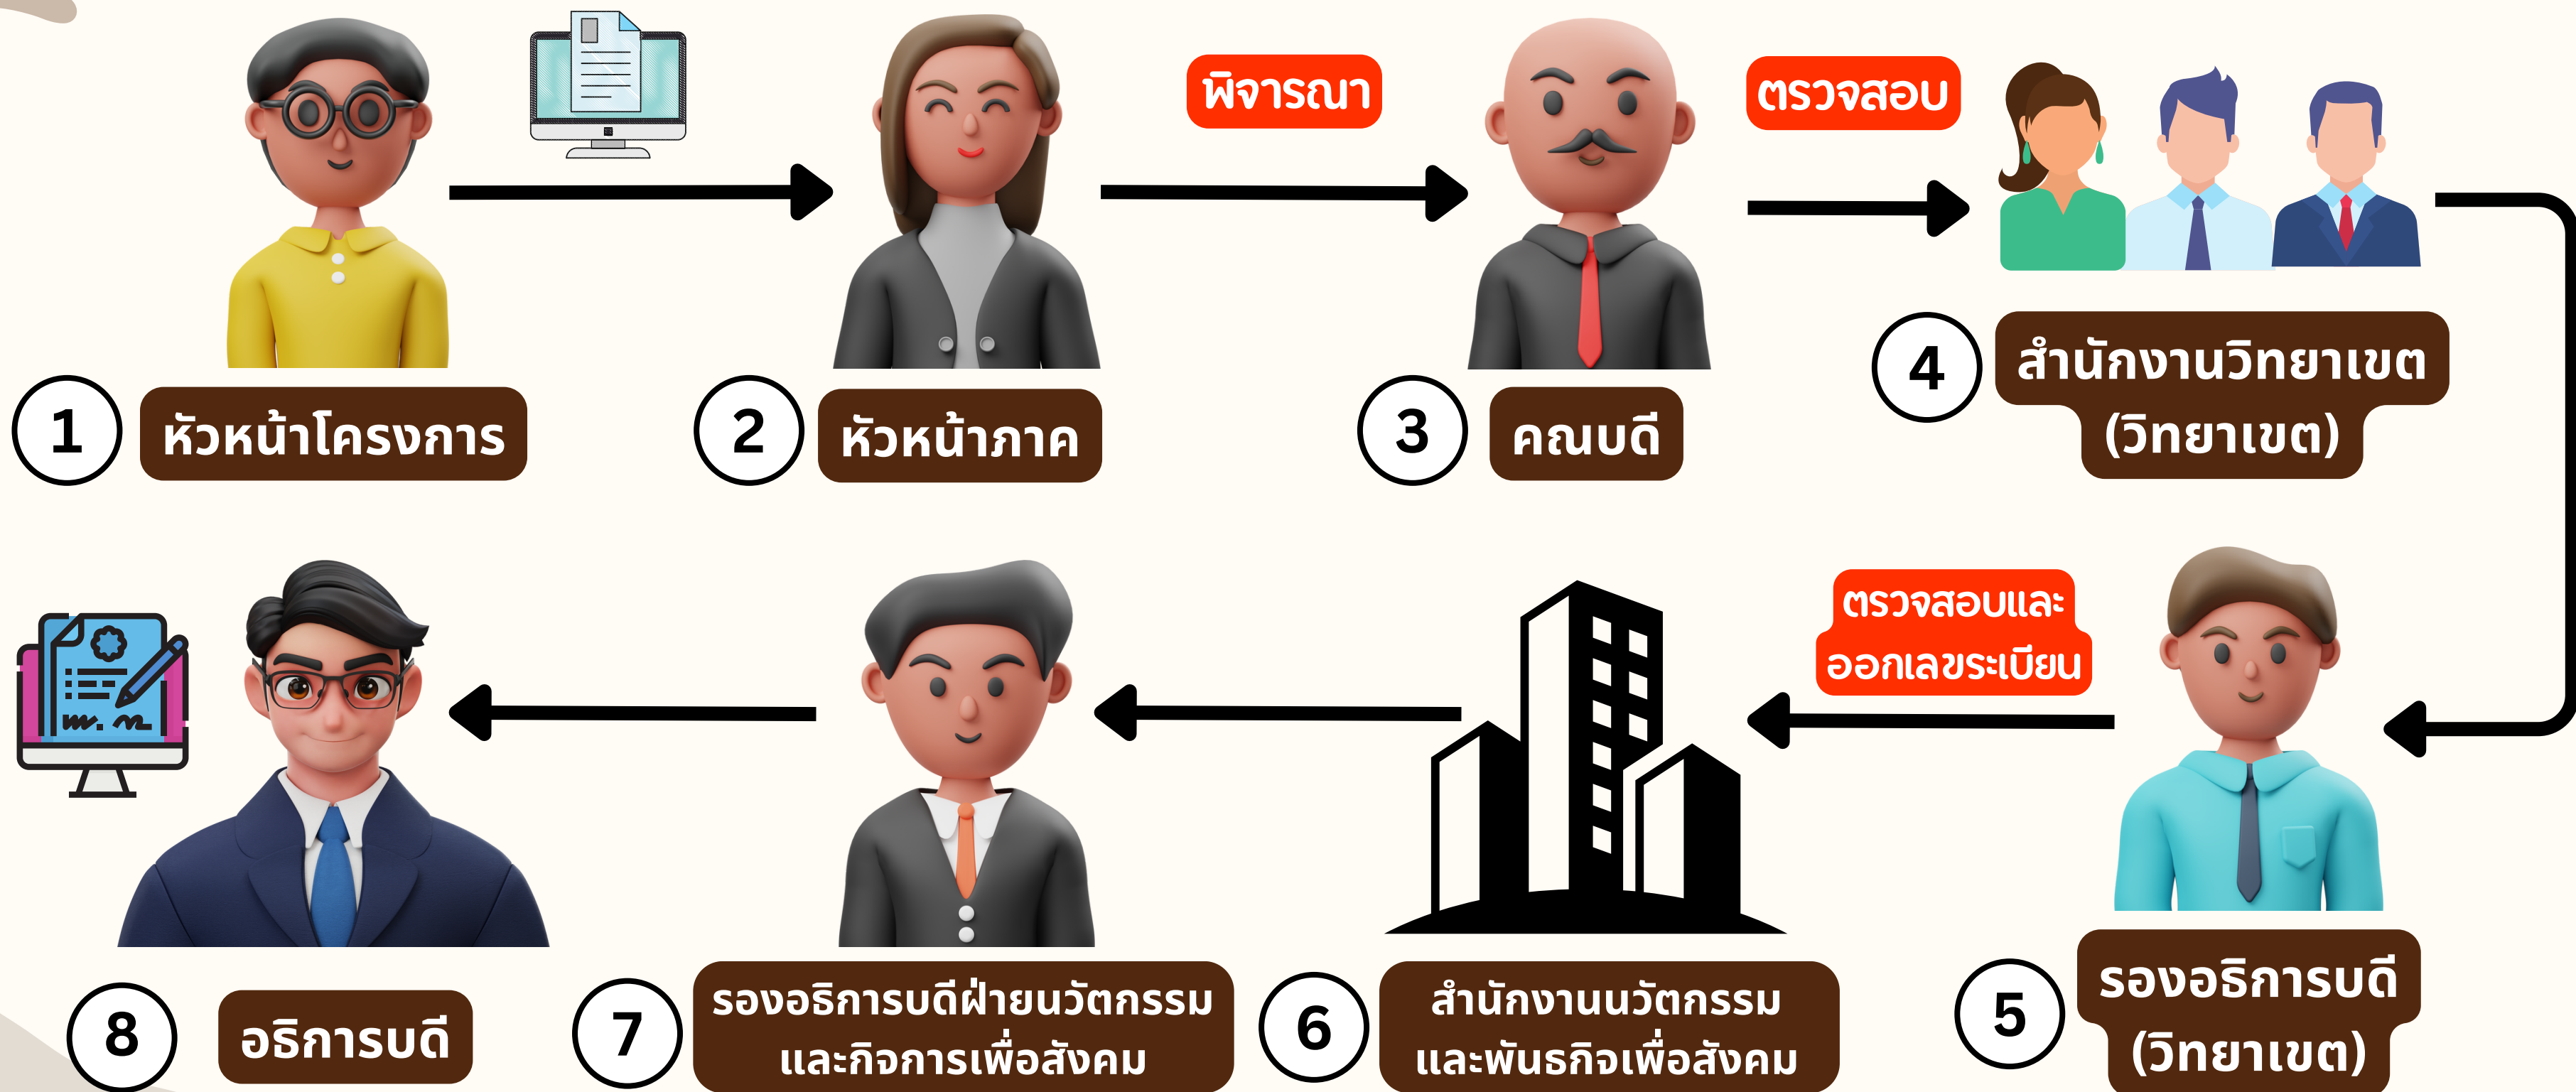 พิจารณา
ตรวจสอบ
1 หัวหน้าโครงการ
2 หัวหน้าภาค
3 คณบดี
4 สำนักงานวิทยาเขต
(วิทยาเขต)
ตรวจสอบและ
ออกเลขระเบียน
8 อธิการบดี
7 รองอธิการบดีฝ่ายนวัตกรรม
และกิจการเพื่อสังคม
6 สำนักงานนวัตกรรม
และพันธกิจเพื่อสังคม
5 รองอธิการบดี
(วิทยาเขต)